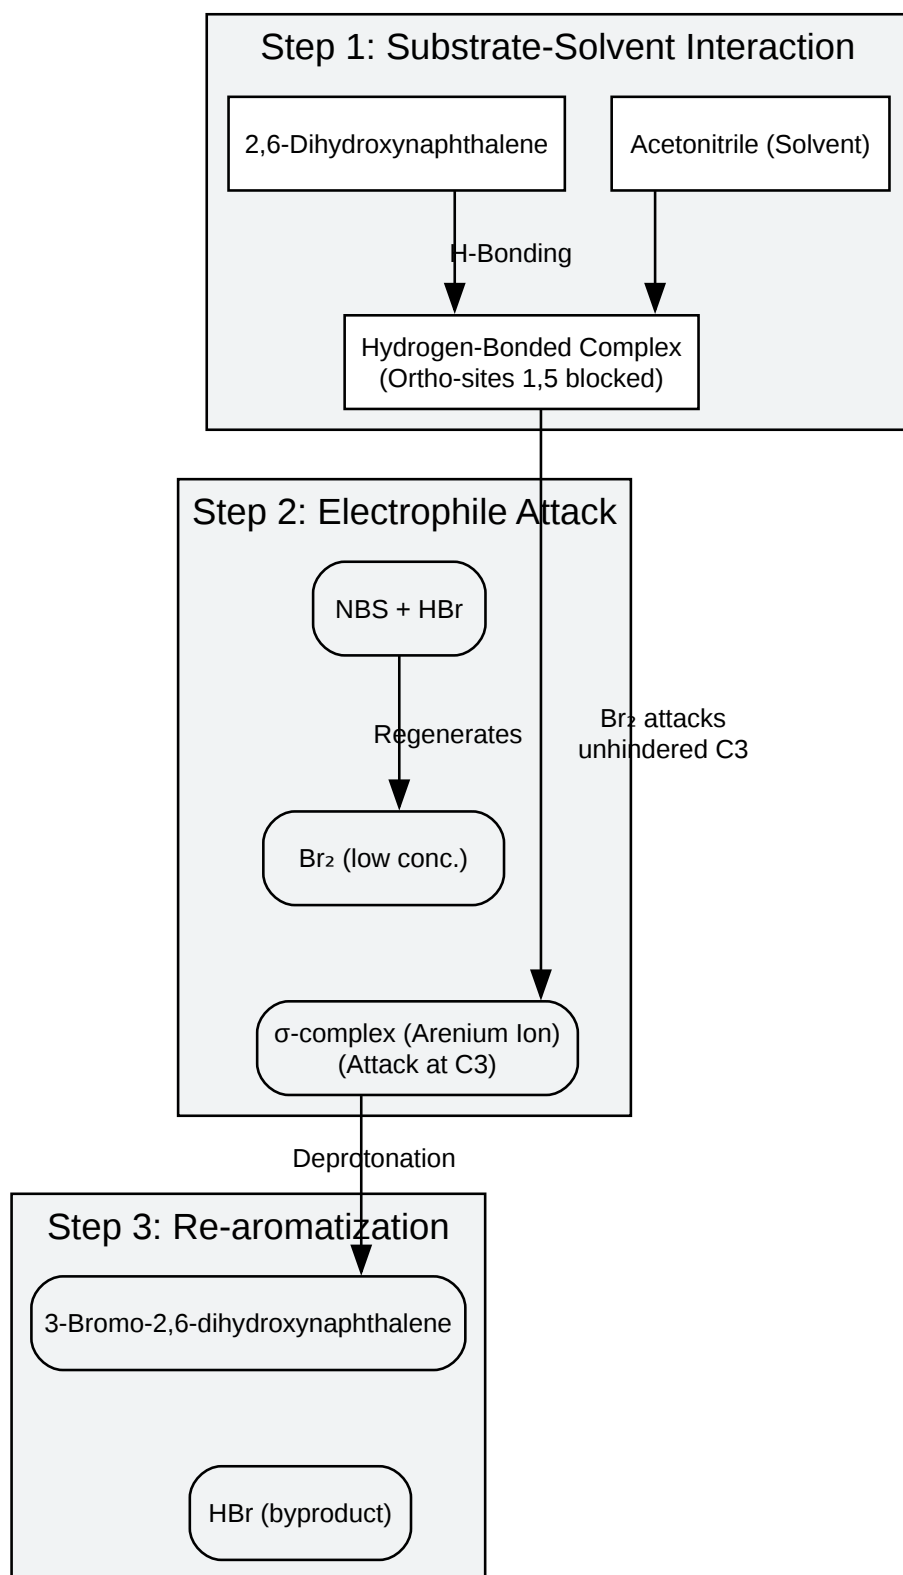 Step 1: Substrate-Solvent Interaction
2,6-Dihydroxynaphthalene
Acetonitrile (Solvent)
H-Bonding
Hydrogen-Bonded Complex
(Ortho-sites 1,5 blocked)
Step 2: Electrophile Attack
NBS + HBr
Regenerates
Br₂ attacks
unhindered C3
Br₂ (low conc.)
σ-complex (Arenium Ion)
(Attack at C3)
Deprotonation
Step 3: Re-aromatization
3-Bromo-2,6-dihydroxynaphthalene
HBr (byproduct)